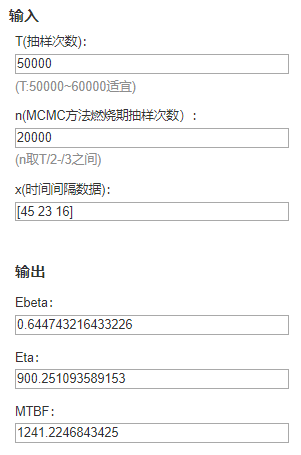 输入
T(抽样次数)：
50000
(T:50000~60000适宜)
n(MCMC方法燃烧期抽样次数)：
20000
(n取T/2-/3之间)
x(时间间隔数据)：
[45 23 16]
输出
Ebeta：
0.644743216433226
Eta：
900.251093589153
MTBF：
1241.2246843425